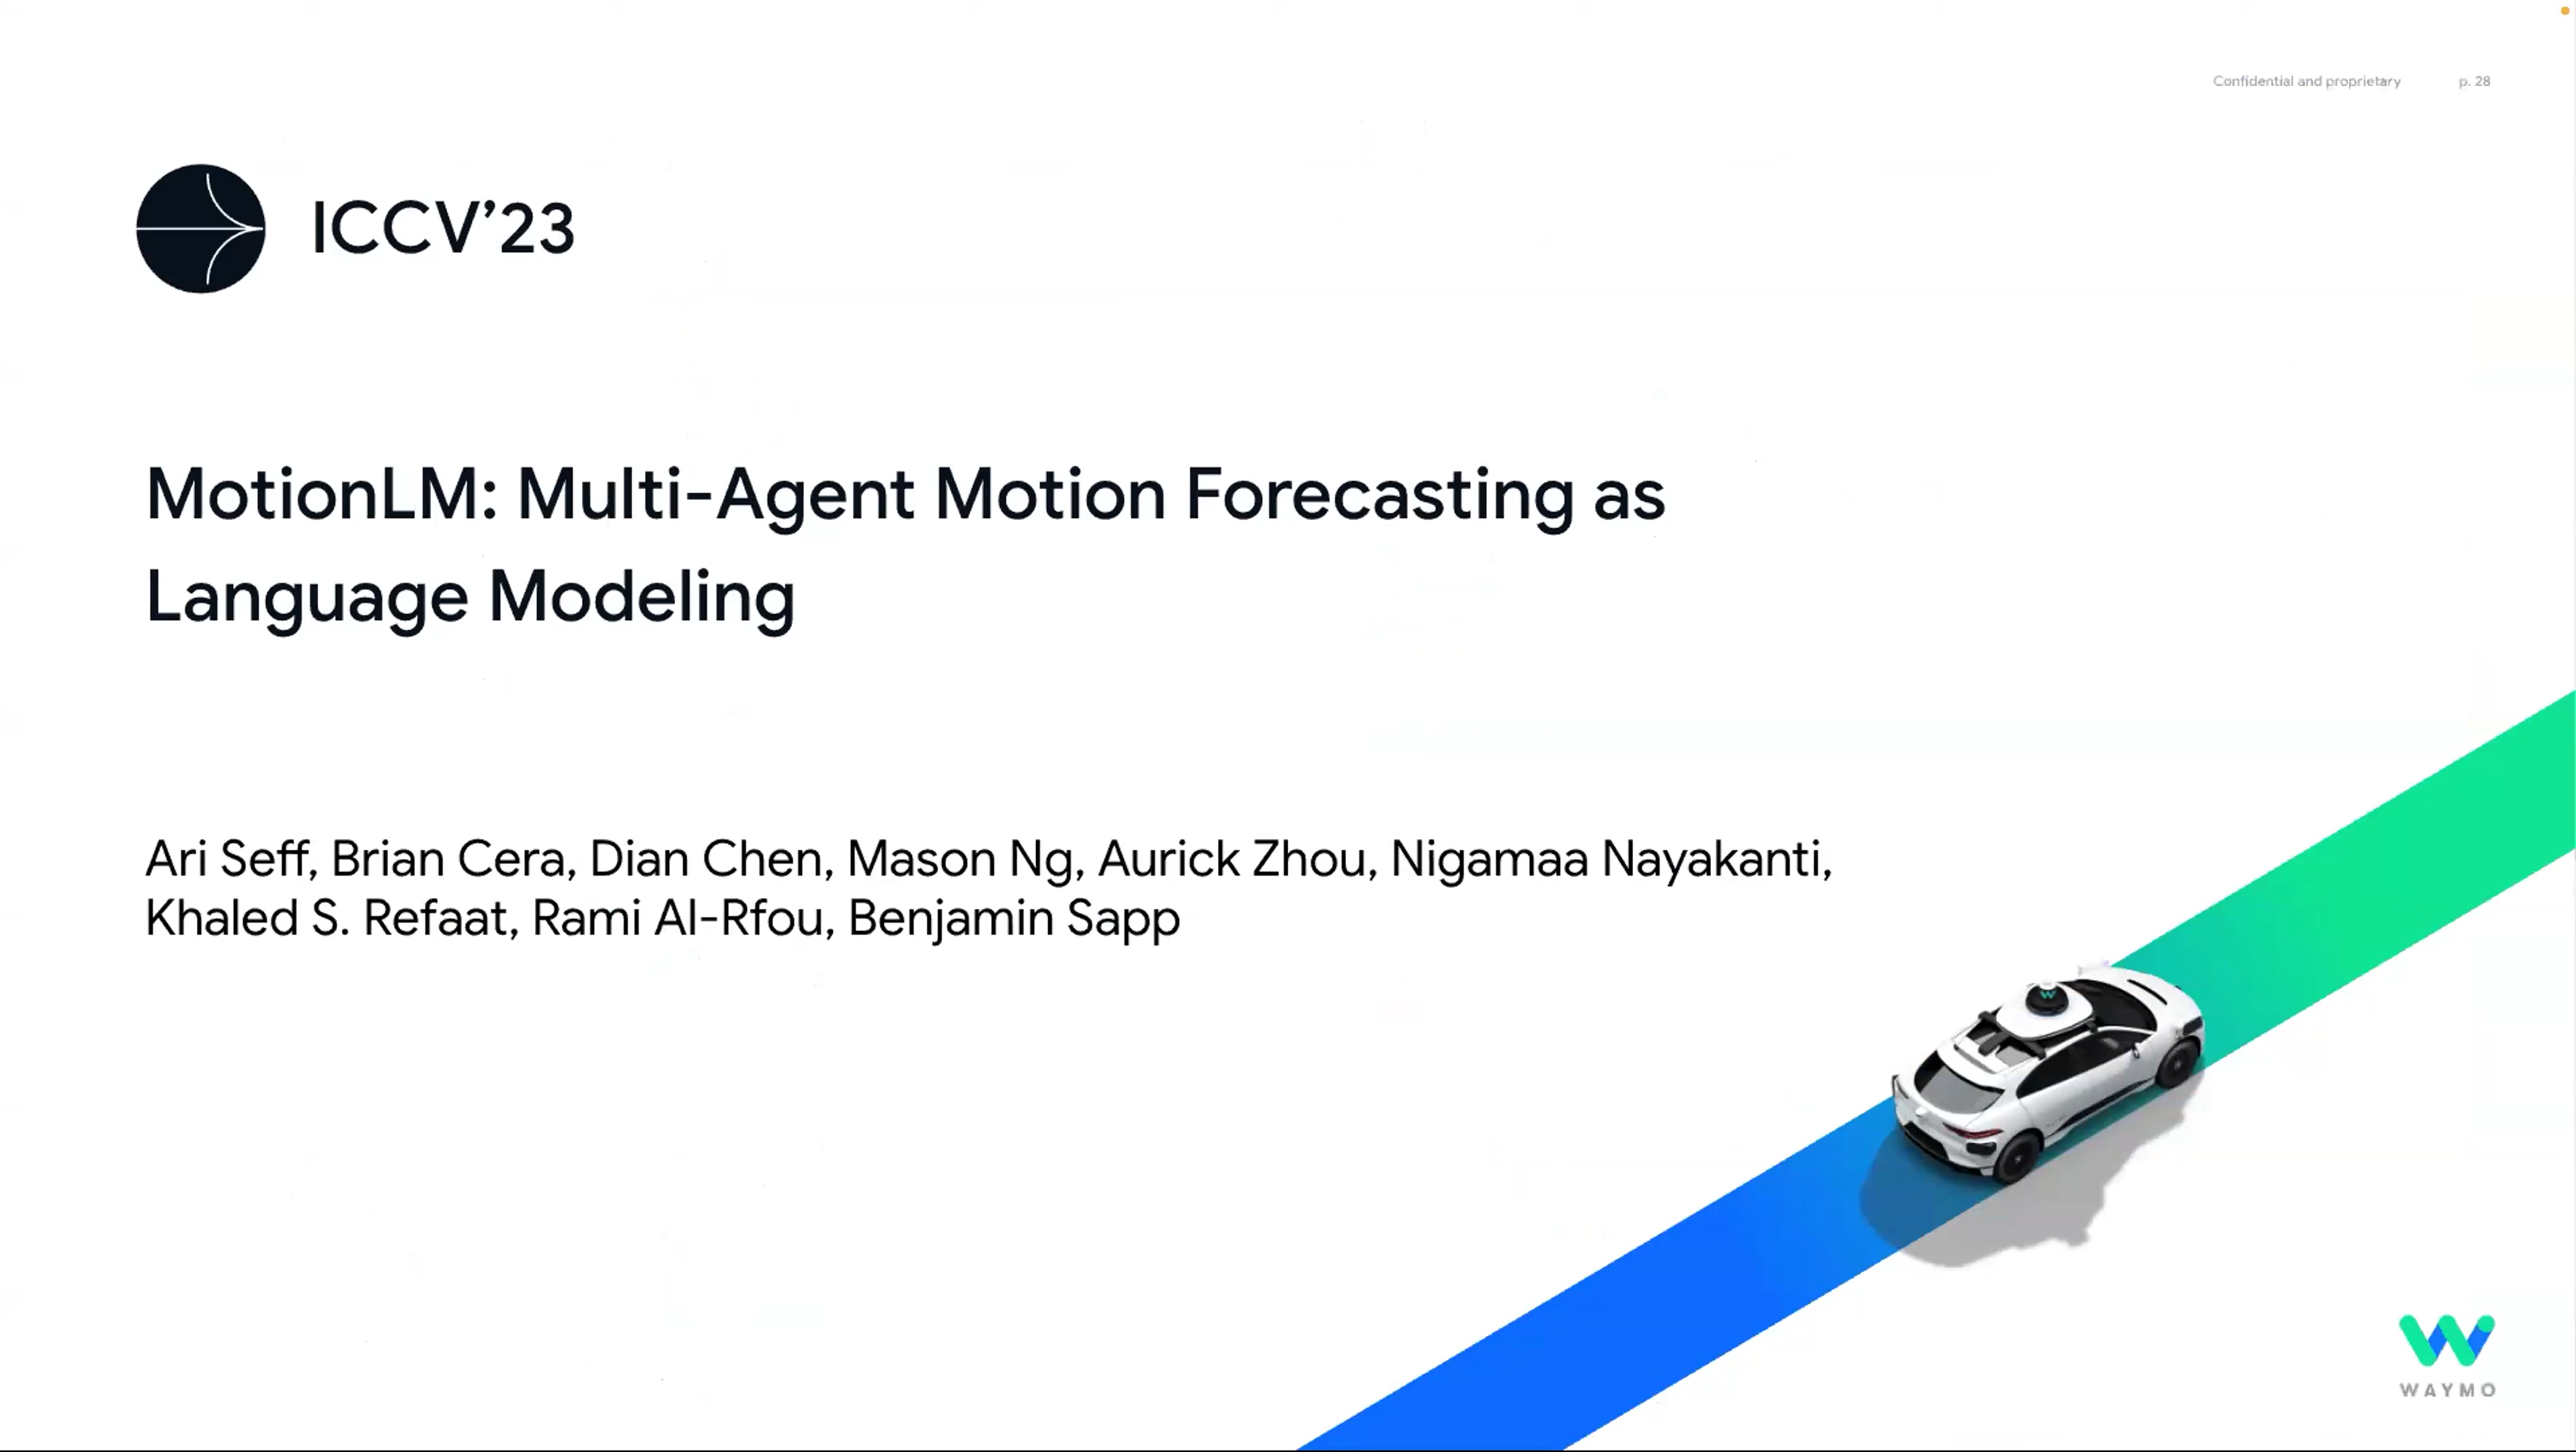 Confidential and proprietary p. 28
ICCV’23
MotionLM: Multi-Agent Motion Forecasting as
Language Modeling
Ari Seff, Brian Cera, Dian Chen, Mason Ng, Aurick Zhou, Nigamaa Nayakanti,
Khaled S. Refaat, Rami Al-Rfou, Benjamin Sapp
WAYMO